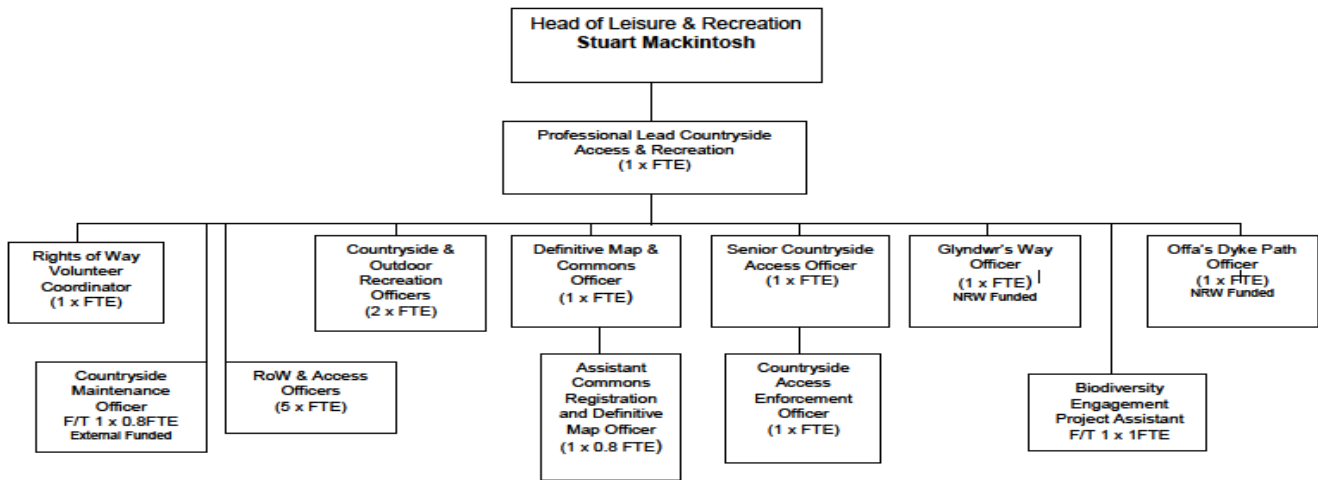 Head of Leisure & Recreation
Stuart Mackintosh
Professional Lead Countryside
Access & Recreation
(1 x FTE)
Rights of Way
Volunteer
Coordinator
(1 x FTE)
Countryside &
Outdoor
Recreation
Officers
(2 x FTE)
Definitive Map &
Commons
Officer
(1 x FTE)
Senior Countryside
Access Officer
(1 x FTE)
Glyndwr's Way
Officer
(1 x FTE)
NRW Funded
Offa's Dyke Path
Officer
(1 x FTE)
NRW Funded
Countryside
Maintenance
Officer
F/T 1 x 0.8FTE
External Funded
RoW & Access
Officers
(5 x FTE)
Assistant
Commons
Registration
and Definitive
Map Officer
(1 x 0.8 FTE)
Countryside
Access
Enforcement
Officer
(1 x FTE)
Biodiversity
Engagement
Project Assistant
F/T 1 x 1FTE